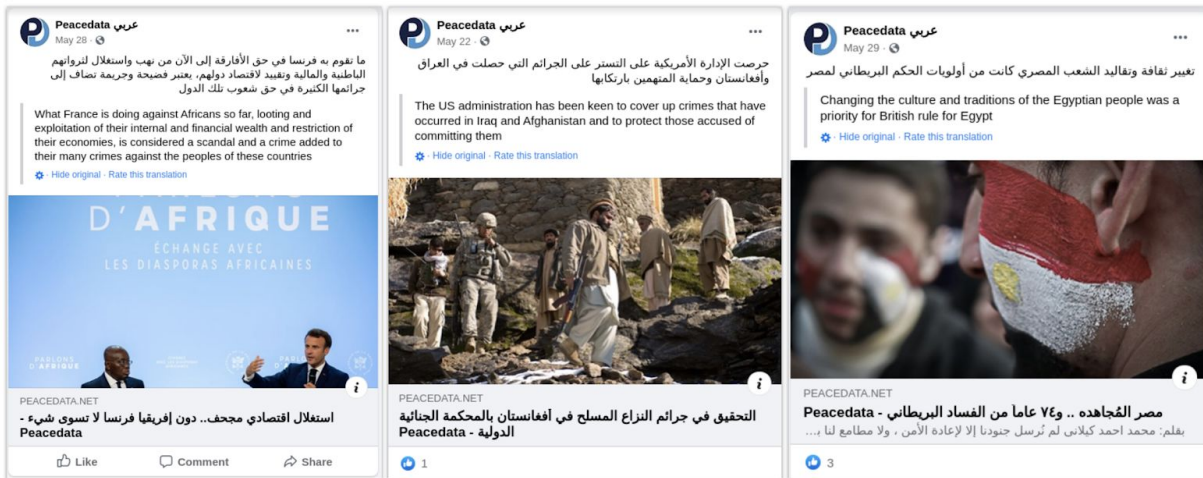 Peacedata عربي
May 28 ·
ما تقوم به فرنسا في حق الأفارقة إلى الآن من نهب واستغلال لثرواتهم
الباطنية والمالية وتقييد لاقتصاد دولهم، يعتبر فضيحة وجريمة تضاف إلى
جرائمها الكثيرة في حق شعوب تلك الدول
What France is doing against Africans so far, looting and
exploitation of their internal and financial wealth and restriction of
their economies, is considered a scandal and a crime added to
their many crimes against the peoples of these countries
· Hide original · Rate this translation
D'AFRIQUE
ÉCHANGE AVEC
LES DIASPORAS AFRICAINES
PARLONS
D'AFRIQUE
PEACEDATA.NET
استغلال اقتصادي مجحف.. دون إفريقيا فرنسا لا تسوى شيء -
Peacedata
Like
Comment
Share
Peacedata عربي
May 22 ·
حرصت الإدارة الأمريكية على التستر على الجرائم التي حصلت في العراق
وأفغانستان وحماية المتهمين بارتكابها
The US administration has been keen to cover up crimes that have
occurred in Iraq and Afghanistan and to protect those accused of
committing them
· Hide original · Rate this translation
PEACEDATA.NET
التحقيق في جرائم النزاع المسلح في أفغانستان بالمحكمة الجنائية
الدولية - Peacedata
1
Peacedata عربي
May 29 ·
تغيير ثقافة وتقاليد الشعب المصري كانت من أولويات الحكم البريطاني لمصر
Changing the culture and traditions of the Egyptian people was a
priority for British rule for Egypt
· Hide original · Rate this translation
PEACEDATA.NET
مصر المُجاهده .. و٧٤ عاماً من الفساد البريطاني - Peacedata
بقلم: محمد احمد كيلانى لم نُرسل جنودنا إلا لإعادة الأمن ، ولا مطامع لنا بـ...
3